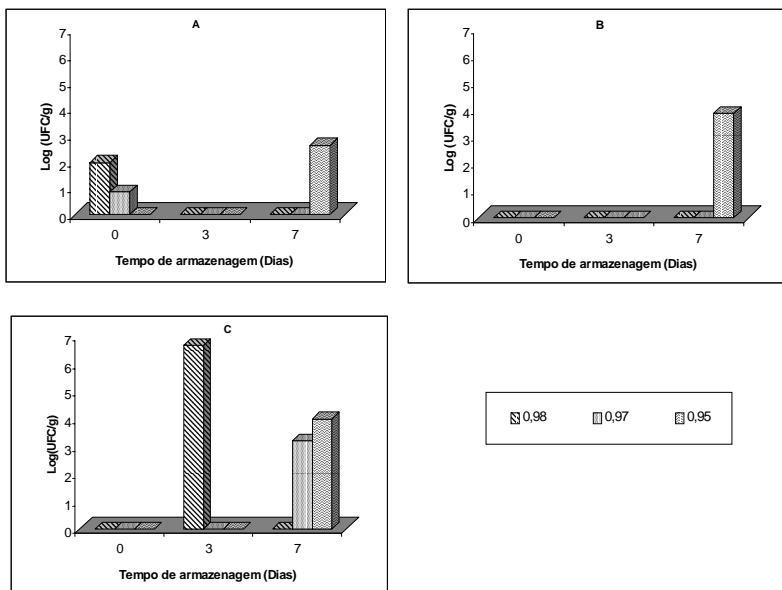 A
7
6
5
4
3
2
1
0
Log (UFC/g)
0 3 7
Tempo de armazenagem (Dias)
B
7
6
5
4
3
2
1
0
Log (UFC/g)
0 3 7
Tempo de armazenagem (Dias)
C
7
6
5
4
3
2
1
0
Log(UFC/g)
0 3 7
Tempo de armazenagem (Dias)
0,98 0,97 0,95